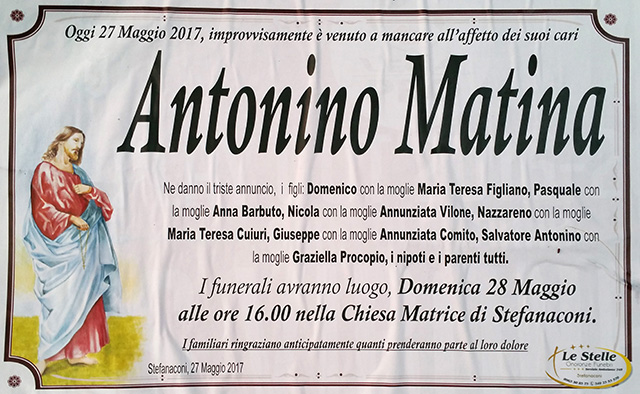 Oggi 27 Maggio 2017, improvvisamente è venuto a mancare all'affetto dei suoi cari
Antonino Matina
Ne danno il triste annuncio, i figli: Domenico con la moglie Maria Teresa Figliano, Pasquale con
la moglie Anna Barbuto, Nicola con la moglie Annunziata Vilone, Nazzareno con la moglie
Maria Teresa Cuiuri, Giuseppe con la moglie Annunziata Comito, Salvatore Antonino con
la moglie Graziella Procopio, i nipoti e i parenti tutti.
I funerali avranno luogo, Domenica 28 Maggio
alle ore 16.00 nella Chiesa Matrice di Stefanaconi.
I familiari ringraziano anticipatamente quanti prenderanno parte al loro dolore
Stefanaconi, 27 Maggio 2017
Le Stelle
Onoranze Funebri
Stefanaconi